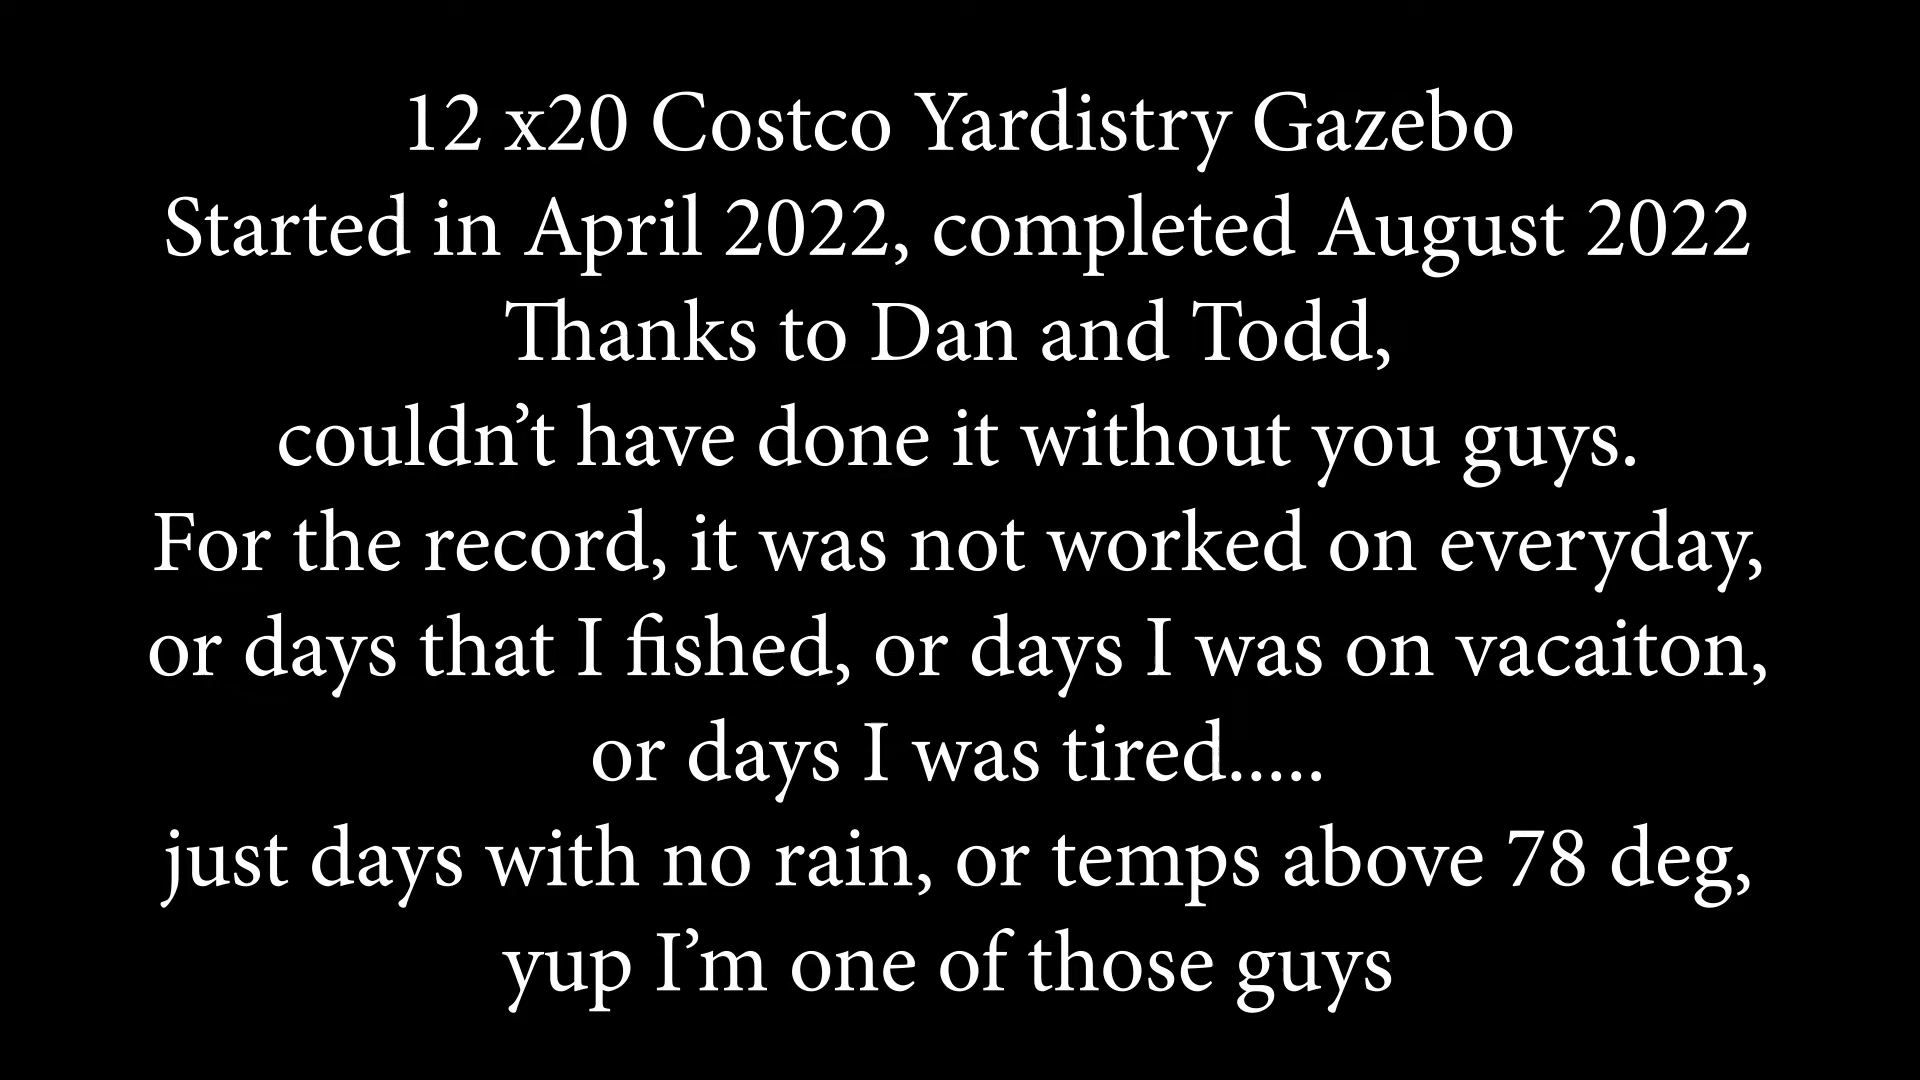 12 x20 Costco Yardistry Gazebo
Started in April 2022, completed August 2022
Thanks to Dan and Todd,
couldn’t have done it without you guys.
For the record, it was not worked on everyday,
or days that I fished, or days I was on vacaiton,
or days I was tired.....
just days with no rain, or temps above 78 deg,
yup I’m one of those guys